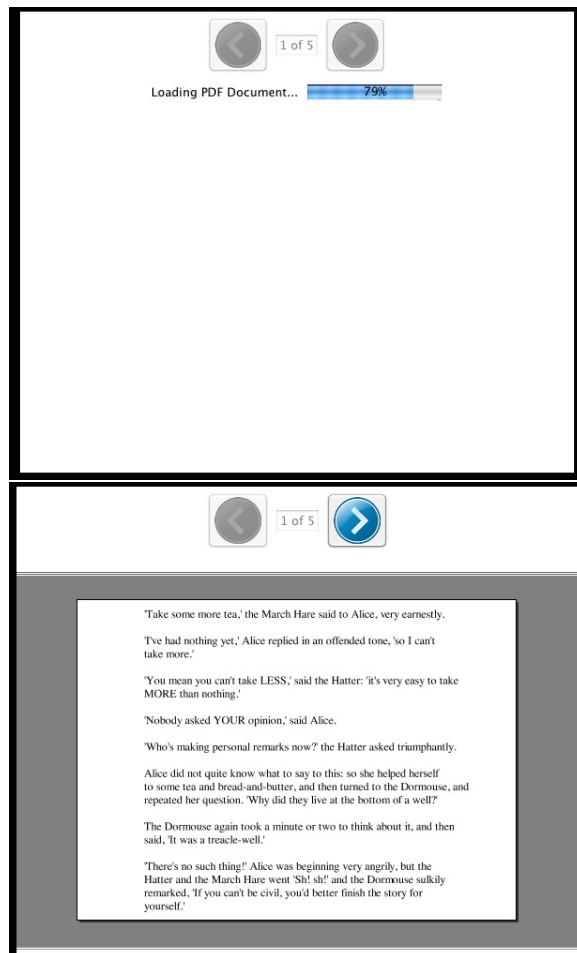 1 of 5
Loading PDF Document... 79%
1 of 5
'Take some more tea,' the March Hare said to Alice, very earnestly.
'I've had nothing yet,' Alice replied in an offended tone, 'so I can't
take more.'
'You mean you can't take LESS,' said the Hatter: 'it's very easy to take
MORE than nothing.'
'Nobody asked YOUR opinion,' said Alice.
'Who's making personal remarks now?' the Hatter asked triumphantly.
Alice did not quite know what to say to this: so she helped herself
to some tea and bread-and-butter, and then turned to the Dormouse, and
repeated her question. 'Why did they live at the bottom of a well?'
The Dormouse again took a minute or two to think about it, and then
said, 'It was a treacle-well.'
'There's no such thing!' Alice was beginning very angrily, but the
Hatter and the March Hare went 'Sh! sh!' and the Dormouse sulkily
remarked, 'If you can't be civil, you'd better finish the story for
yourself.'